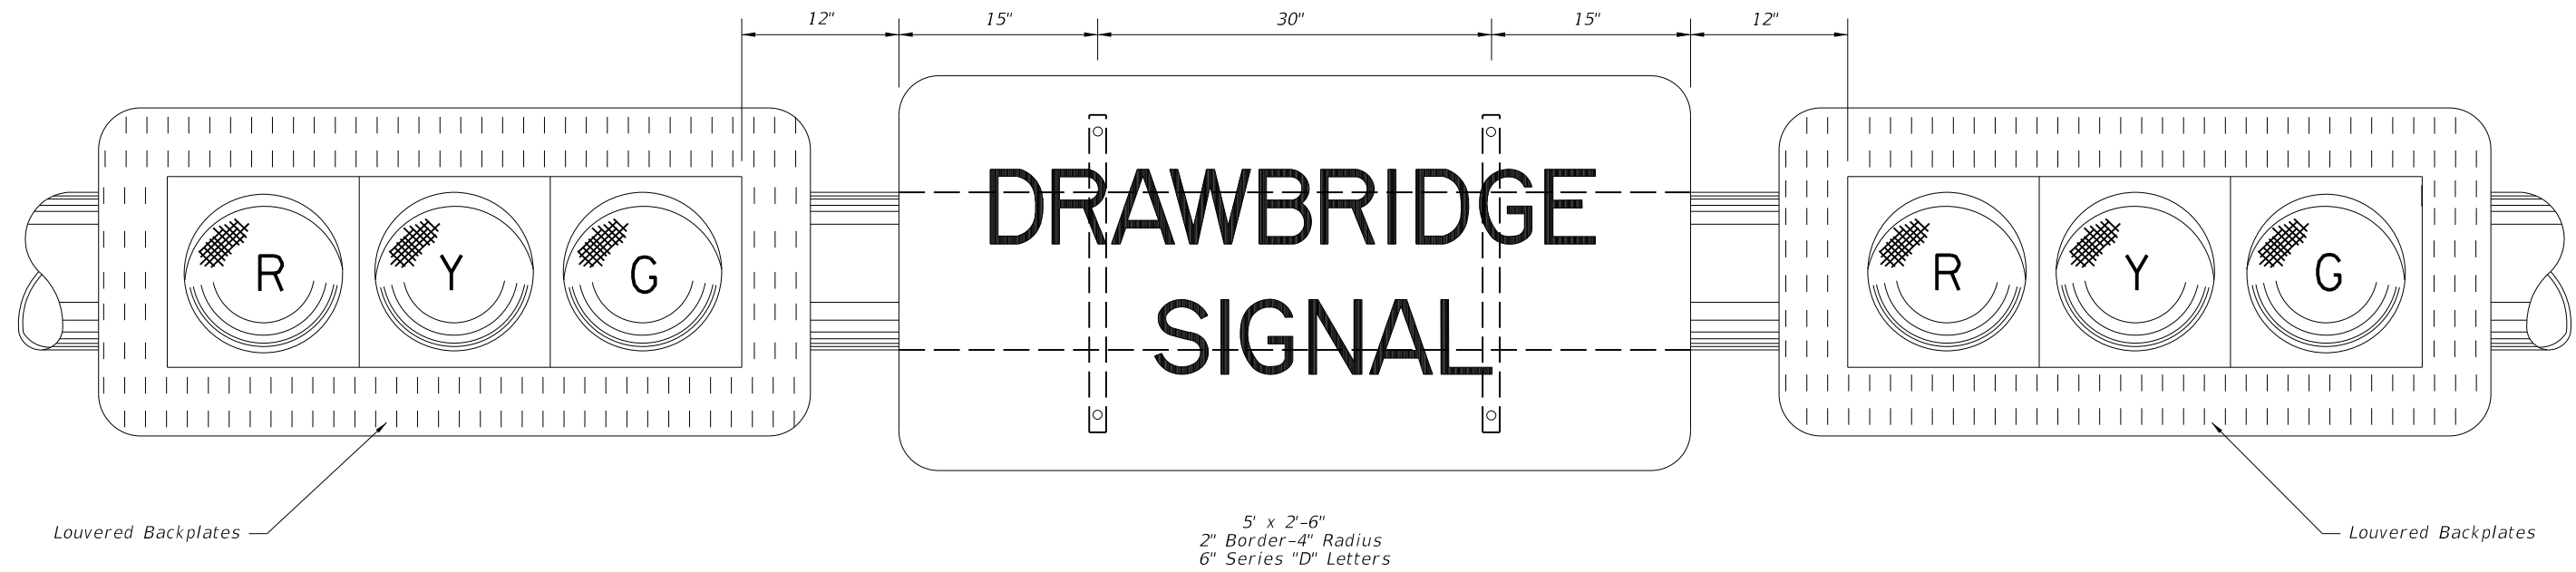 12" 15" 30" 15" 12"
DRAWBRIDGE
SIGNAL
R Y G
R Y G
Louvered Backplates
5' x 2'-6"
2" Border-4" Radius
6" Series "D" Letters
Louvered Backplates